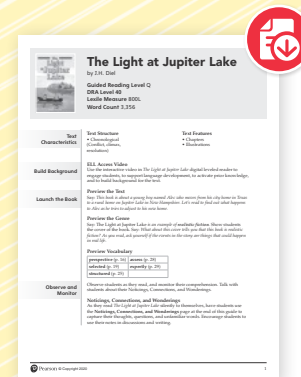 The Light at Jupiter Lake
by J.H. Diel
Guided Reading Level Q
DRA Level 40
Lexile Measure 800L
Word Count 3,356
Text
Characteristics
Text Structure
• Chronological
(Conflict, climax,
resolution)
Text Features
• Chapters
• Illustrations
Build Background
ELL Access Video
Use the interactive video in The Light at Jupiter Lake digital leveled reader to
engage students, to support language development, to activate prior knowledge,
and to build background for the text.
Launch the Book
Preview the Text
Say: This book is about a young boy named Alec who moves from his city home in Texas
to a rural home on Jupiter Lake in New Hampshire. Let's read to find out what happens
to Alec as he tries to adjust to his new home.
Preview the Genre
Say: The Light at Jupiter Lake is an example of realistic fiction. Show students
the cover of the book. Say: What about this cover tells you that this book is realistic
fiction? As you read, ask yourself if the events in the story are things that could happen
in real life.
Preview Vocabulary
perspective (p. 16) access (p. 28)
selected (p. 19) expertly (p. 29)
structured (p. 25)
Observe and
Monitor
Observe students as they read, and monitor their comprehension. Talk with
students about their Noticings, Connections, and Wonderings.
Noticings, Connections, and Wonderings
As they read The Light at Jupiter Lake silently to themselves, have students use
the Noticings, Connections, and Wonderings page at the end of this guide to
capture their thoughts, questions, and unfamiliar words. Encourage students to
use their notes in discussions and writing.
Pearson © Copyright 2020
1